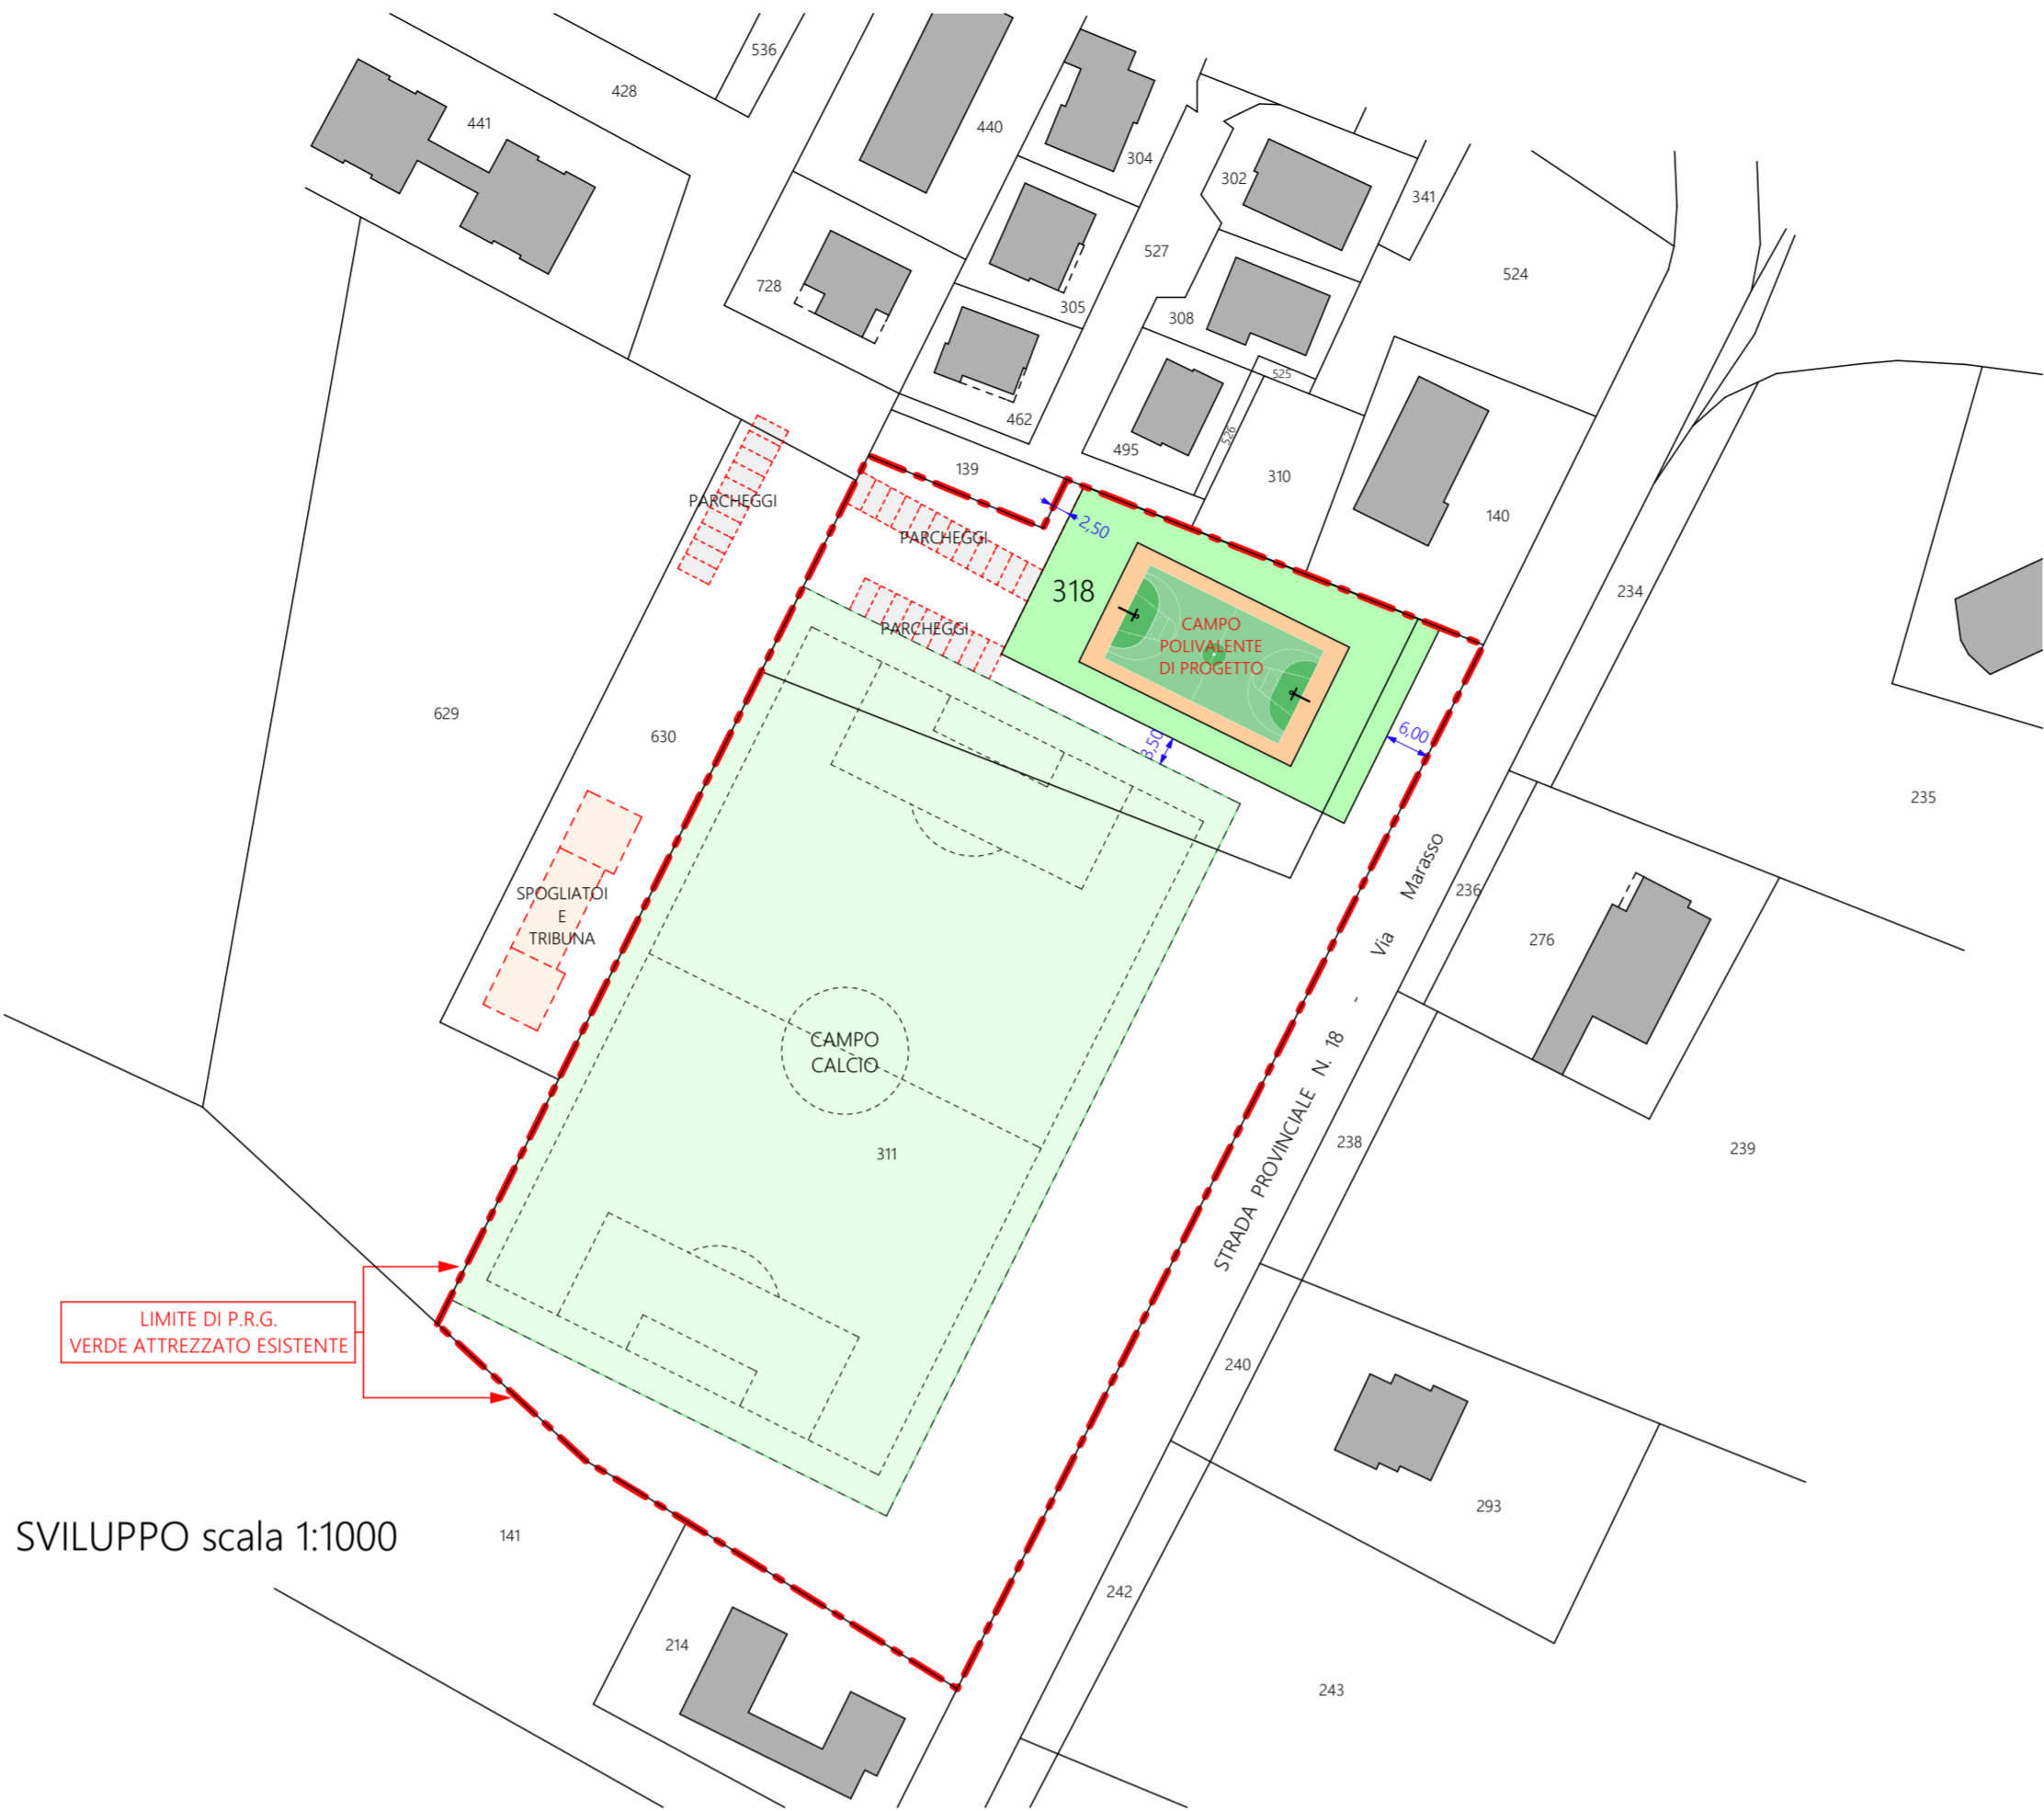 536
428
441
440
304
302
341
527
524
728
305
308
525
462
495
526
139
310
140
PARCHEGGI
PARCHEGGI
2,50
318
234
PARCHEGGI
CAMPO
POLIVALENTE
DI PROGETTO
629
630
6,00
3,50
235
SPOGLIATOI
E
TRIBUNA
236
276
CAMPO
CALCIO
311
STRADA PROVINCIALE N. 18 - Via Marasso
238
239
LIMITE DI P.R.G.
VERDE ATTREZZATO ESISTENTE
240
293
SVILUPPO scala 1:1000
141
242
214
243